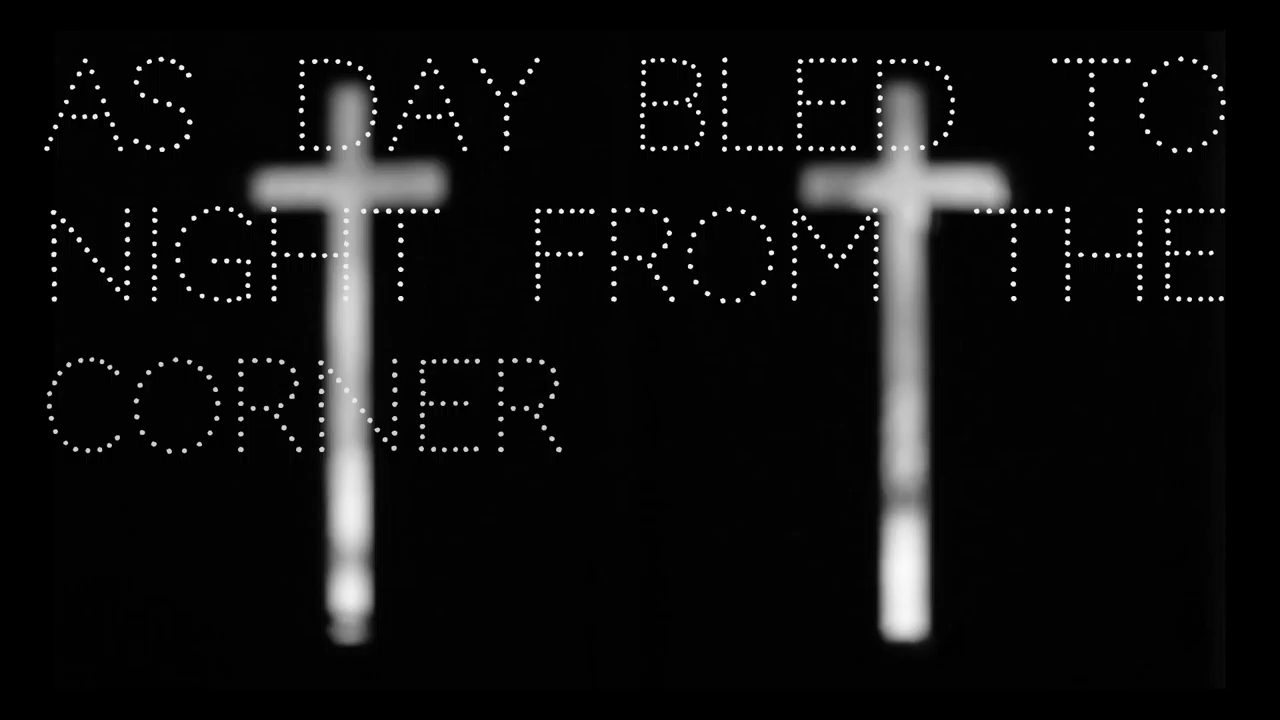 AS DAY BLED TO
NIGHT FROM THE
CORNER